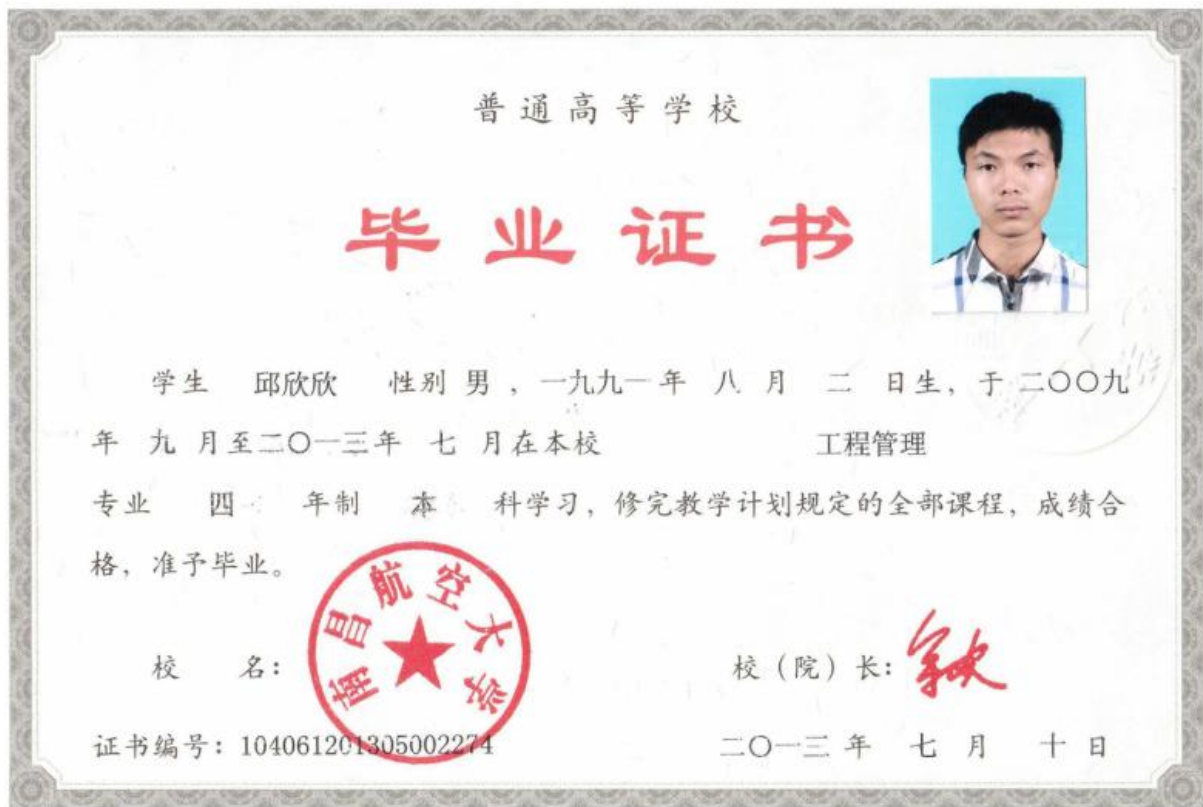 普通高等学校
毕业证书
学生 邱欣欣 性别 男，一九九一年 八 月 二 日生，于 二〇〇九
年 九 月至二〇一三年 七 月在本校 工程管理
专业 四 年制 本 科学习，修完教学计划规定的全部课程，成绩合
格，准予毕业。
南昌航空大学
校 名：
校（院）长：
证书编号：104061201305002274
二〇一三 年 七 月 十 日